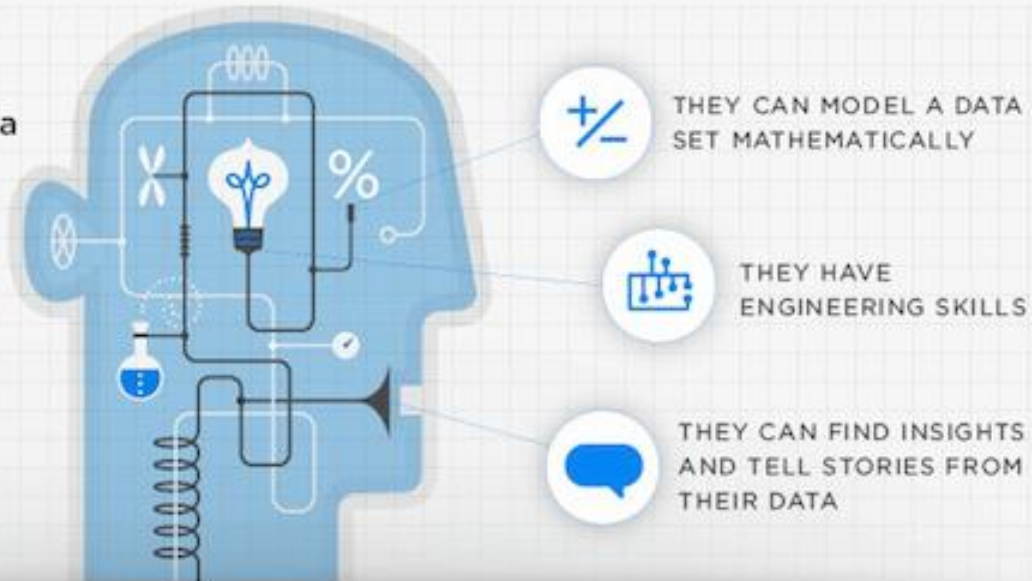 a
%
THEY CAN MODEL A DATA
SET MATHEMATICALLY
THEY HAVE
ENGINEERING SKILLS
THEY CAN FIND INSIGHTS
AND TELL STORIES FROM
THEIR DATA